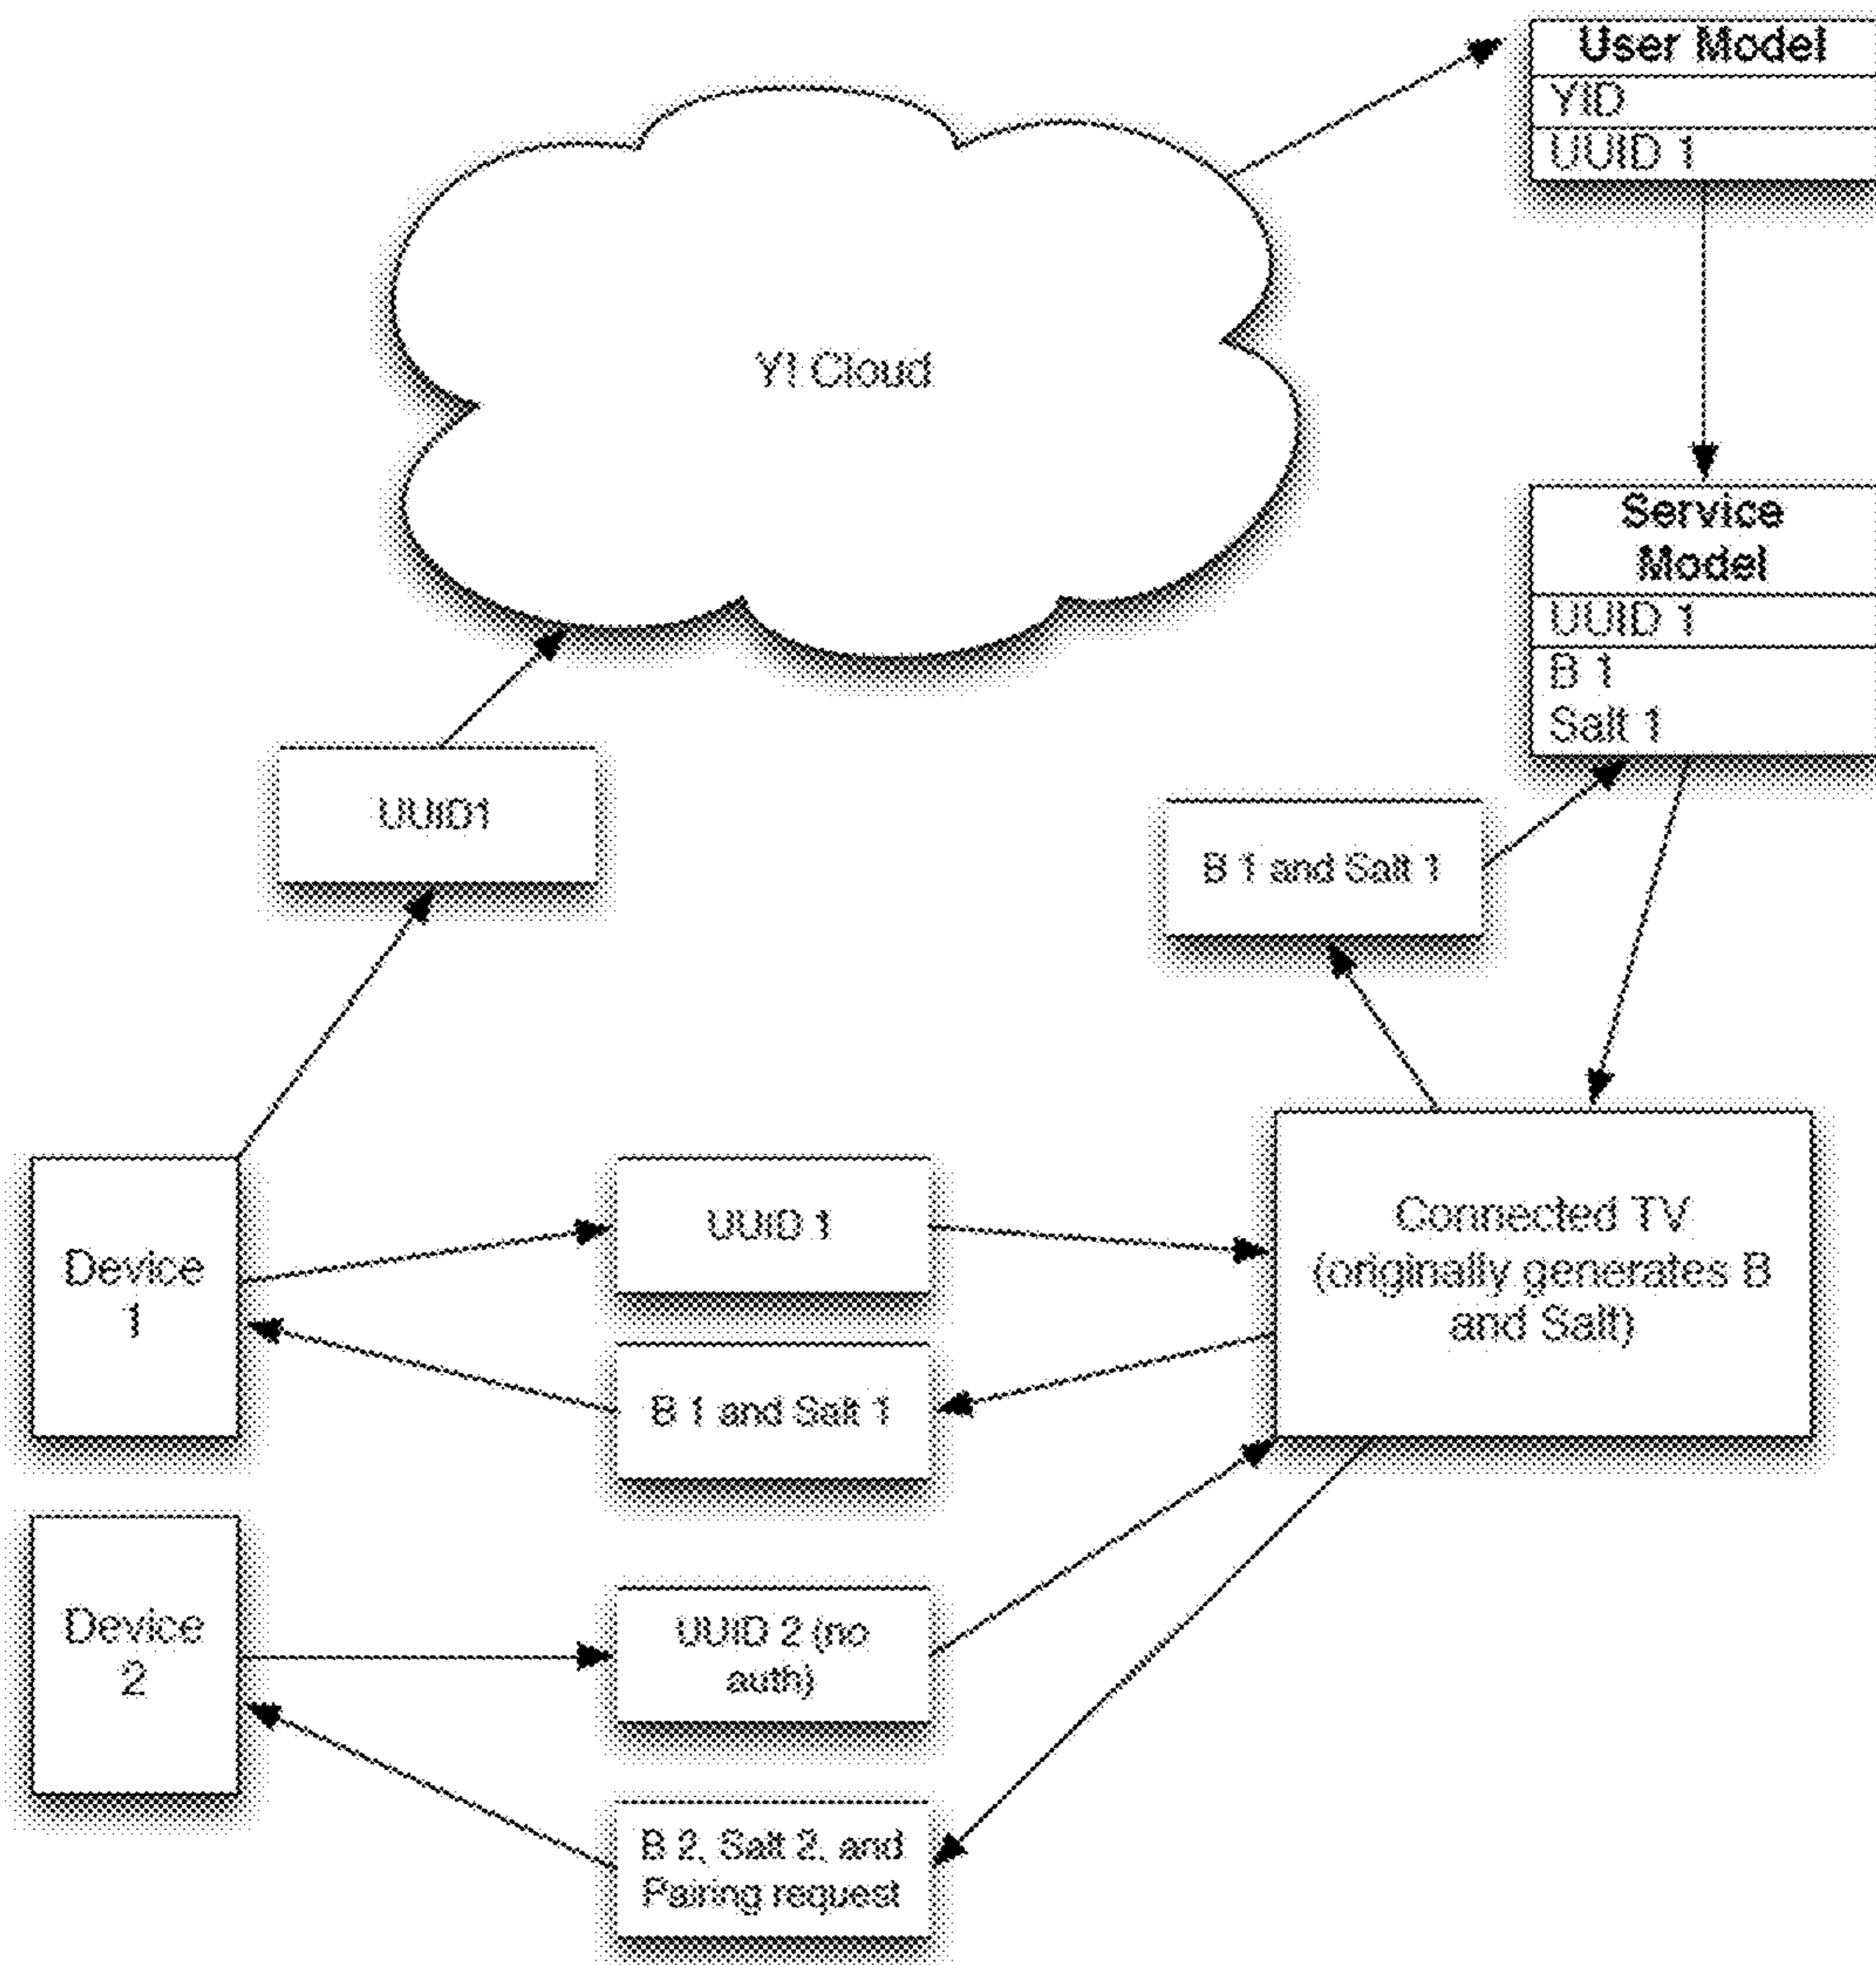 User Model
YID
UUID 1
Y! Cloud
Service
Model
UUID 1
B 1
Salt 1
UUID1
B 1 and Salt 1
Device
1
UUID 1
Connected TV
(originally generates B
and Salt)
B 1 and Salt 1
Device
2
UUID 2 (no
auth)
B 2, Salt 2, and
Pairing request